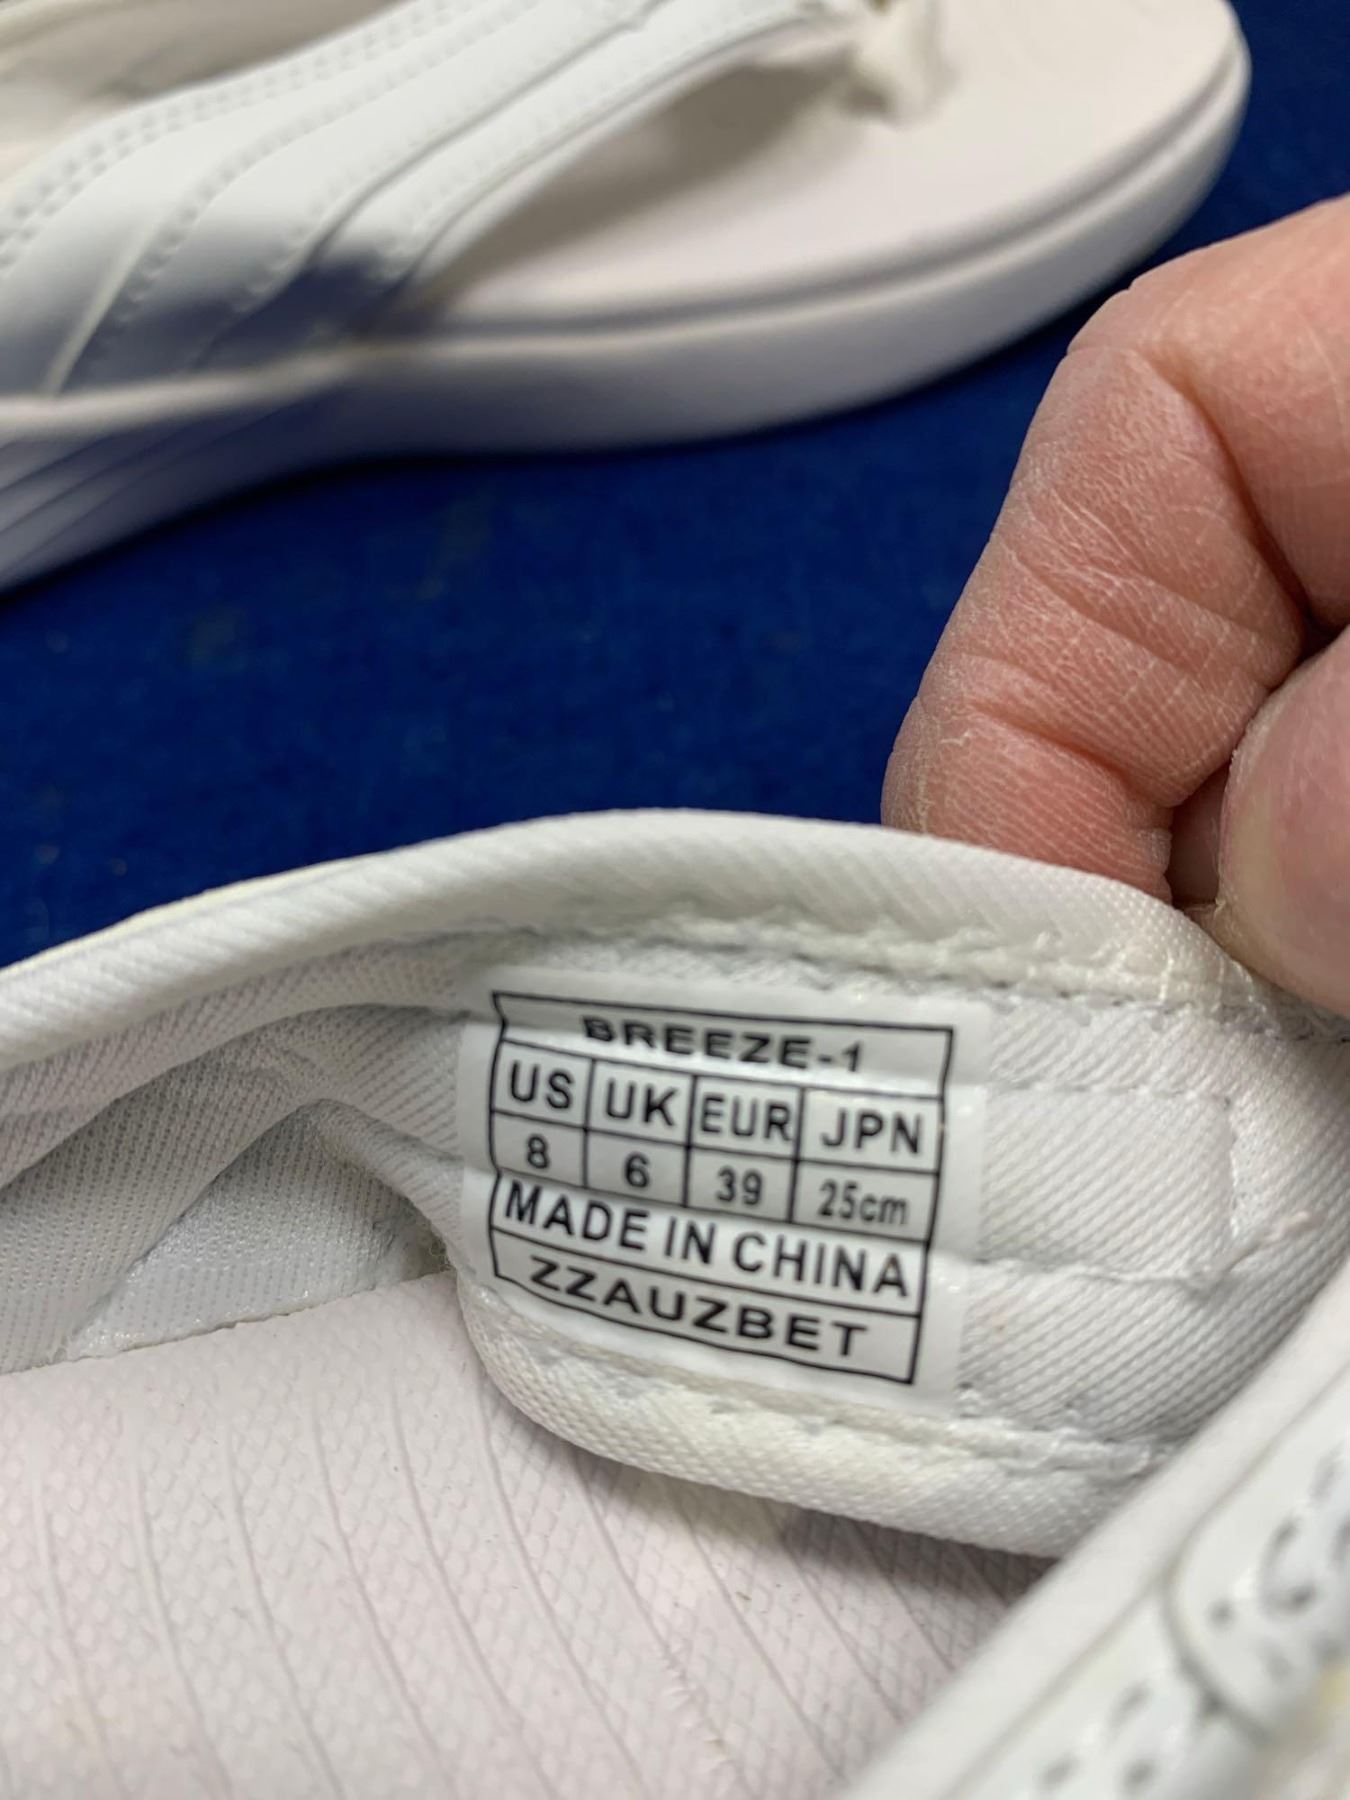 BREEZE-1
US UK EUR JPN
8 6 39 25cm
MADE IN CHINA
ZZAUZBET